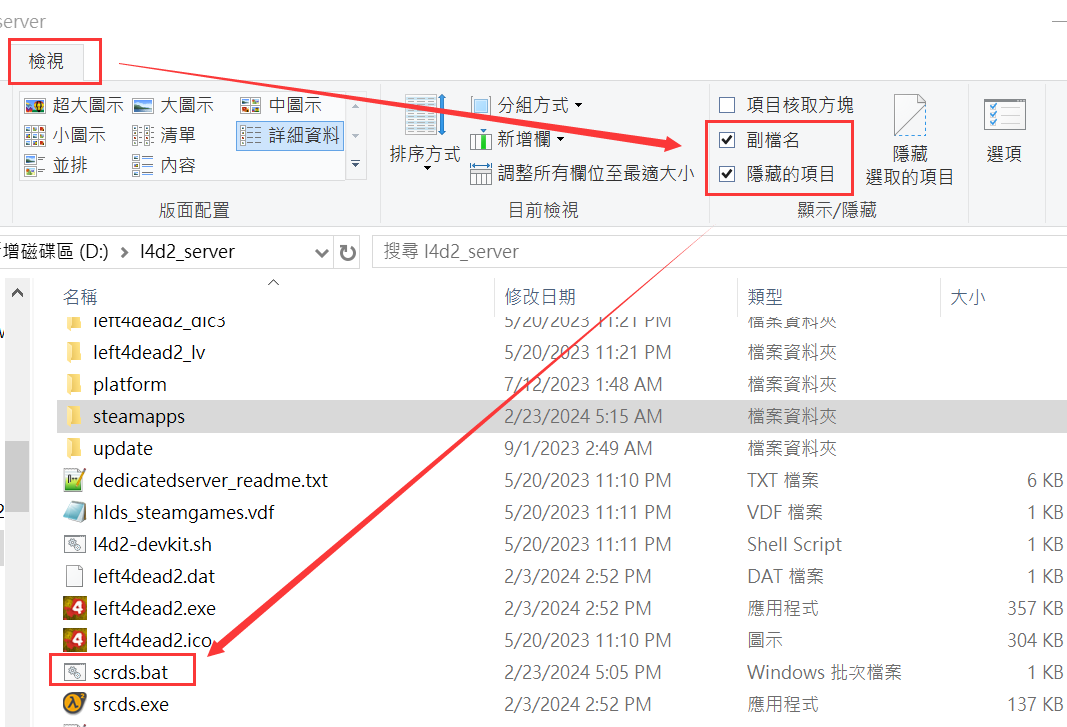 server
檢視
超大圖示 大圖示 中圖示
小圖示 清單 詳細資料
並排 內容
版面配置
排序方式
分組方式
新增欄
調整所有欄位至最適大小
目前檢視
項目核取方塊
副檔名
隱藏的項目
隱藏
選取的項目
顯示/隱藏
選項
增磁碟區 (D:) l4d2_server
搜尋 l4d2_server
名稱 修改日期 類型 大小
left4dead2_dlc3 5/20/2023 11:21 PM 檔案資料夾
left4dead2_lv 5/20/2023 11:21 PM 檔案資料夾
platform 7/12/2023 1:48 AM 檔案資料夾
steamapps 2/23/2024 5:15 AM 檔案資料夾
update 9/1/2023 2:49 AM 檔案資料夾
dedicatedserver_readme.txt 5/20/2023 11:10 PM TXT 檔案 6 KB
hlds_steamgames.vdf 5/20/2023 11:11 PM VDF 檔案 1 KB
l4d2-devkit.sh 5/20/2023 11:11 PM Shell Script 1 KB
left4dead2.dat 2/3/2024 2:52 PM DAT 檔案 1 KB
left4dead2.exe 2/3/2024 2:52 PM 應用程式 357 KB
left4dead2.ico 5/20/2023 11:10 PM 圖示 304 KB
scrds.bat 2/23/2024 5:05 PM Windows 批次檔案 1 KB
srcds.exe 2/3/2024 2:52 PM 應用程式 137 KB